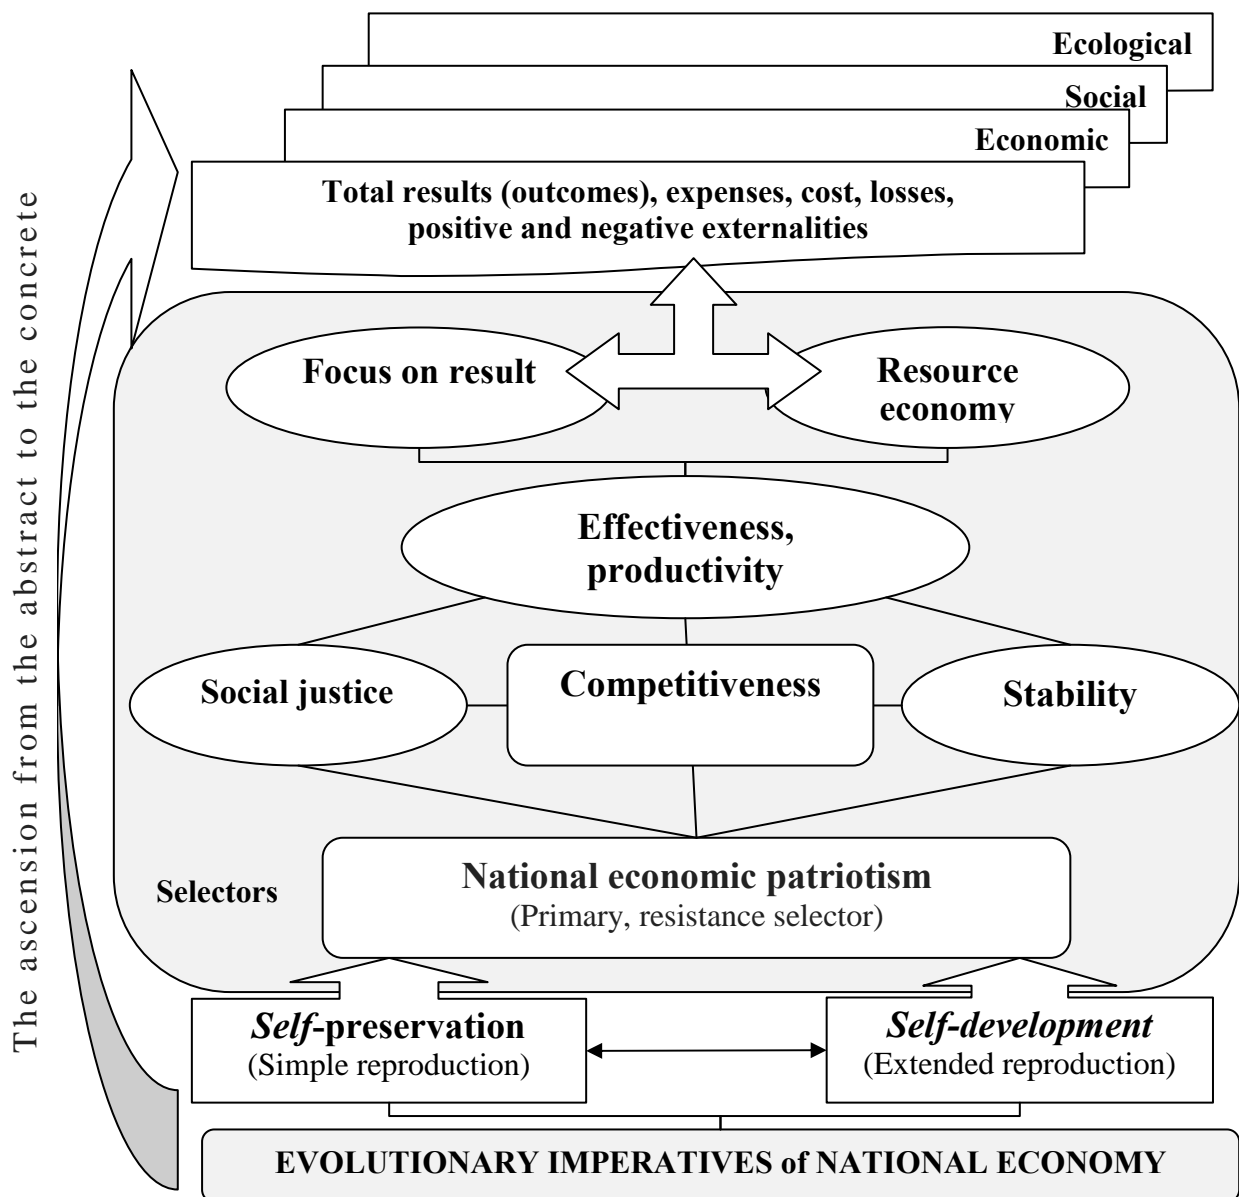 Ecological
Social
Economic
Total results (outcomes), expenses, cost, losses,
positive and negative externalities
The ascension from the abstract to the concrete
Focus on result
Resource
economy
Effectiveness,
productivity
Social justice
Competitiveness
Stability
National economic patriotism
(Primary, resistance selector)
Selectors
Self-preservation
(Simple reproduction)
Self-development
(Extended reproduction)
EVOLUTIONARY IMPERATIVES of NATIONAL ECONOMY